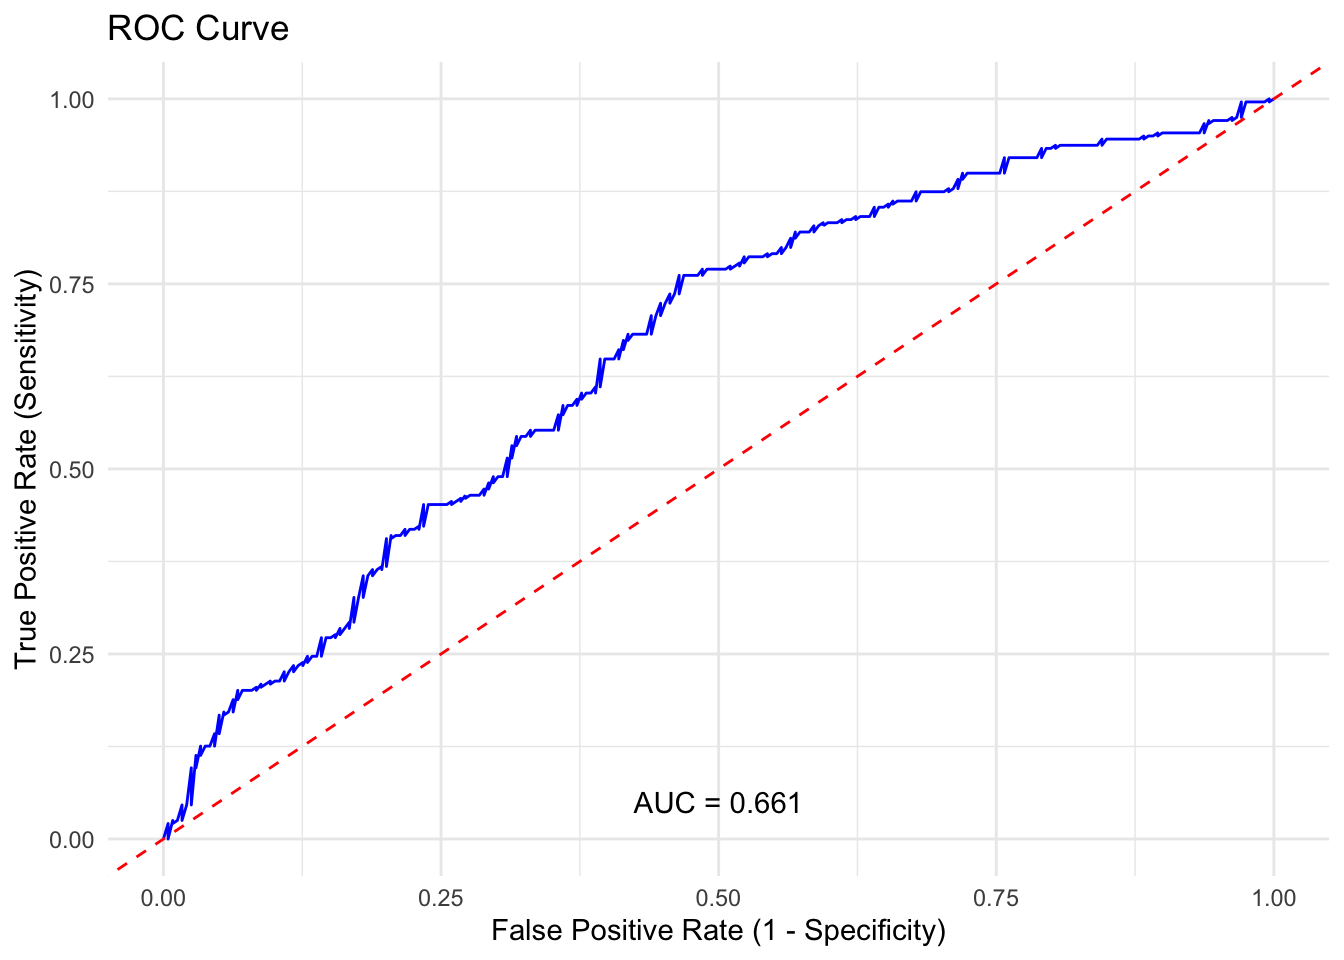 ROC Curve
1.00
0.75
0.50
0.25
0.00
True Positive Rate (Sensitivity)
AUC = 0.661
0.00 0.25 0.50 0.75 1.00
False Positive Rate (1 - Specificity)